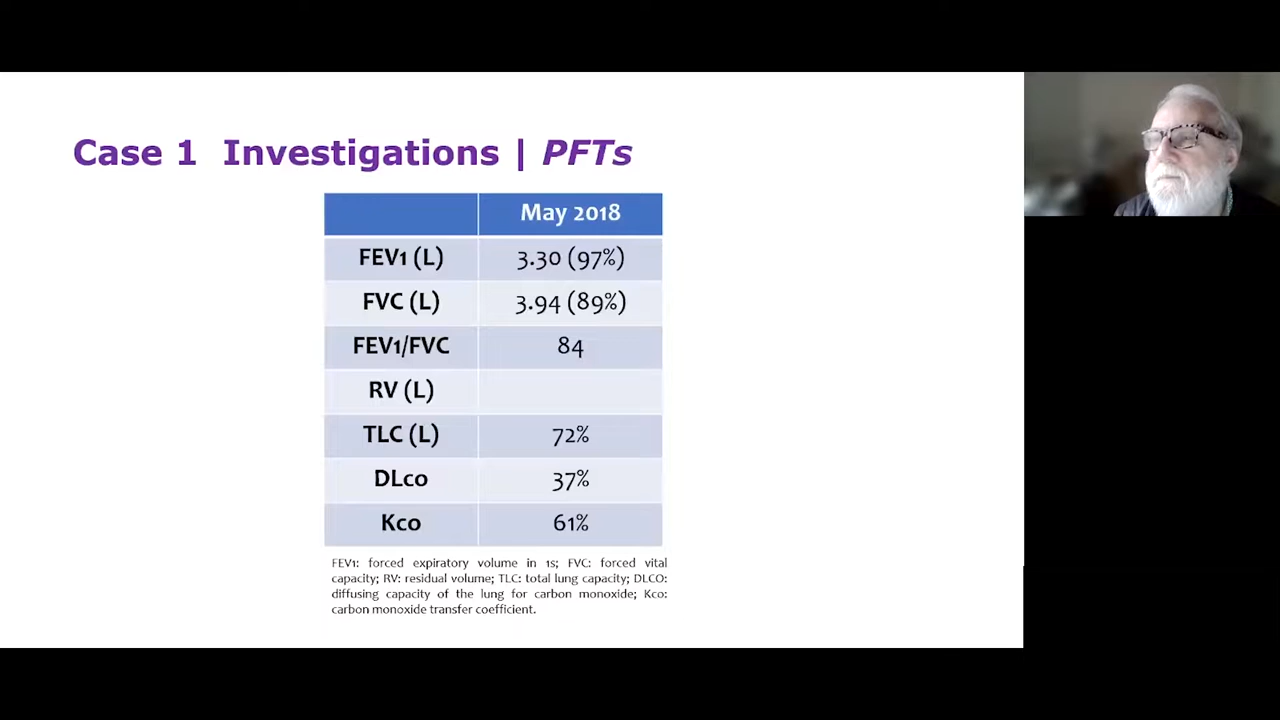 Case 1 Investigations | PFTs
May 2018
FEV1 (L) 3.30 (97%)
FVC (L) 3.94 (89%)
FEV1/FVC 84
RV (L)
TLC (L) 72%
DLco 37%
Kco 61%
FEV1: forced expiratory volume in 1s; FVC: forced vital
capacity; RV: residual volume; TLC: total lung capacity; DLCO:
diffusing capacity of the lung for carbon monoxide; Kco:
carbon monoxide transfer coefficient.